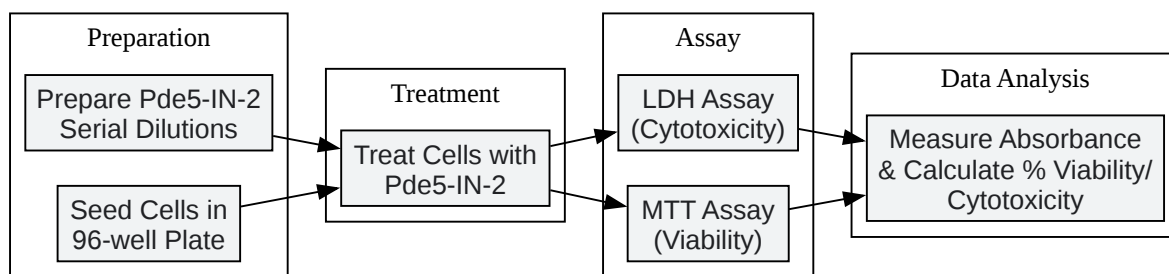 Preparation
Prepare Pde5-IN-2
Serial Dilutions
Seed Cells in
96-well Plate
Treatment
Treat Cells with
Pde5-IN-2
Assay
LDH Assay
(Cytotoxicity)
MTT Assay
(Viability)
Data Analysis
Measure Absorbance
& Calculate % Viability/
Cytotoxicity